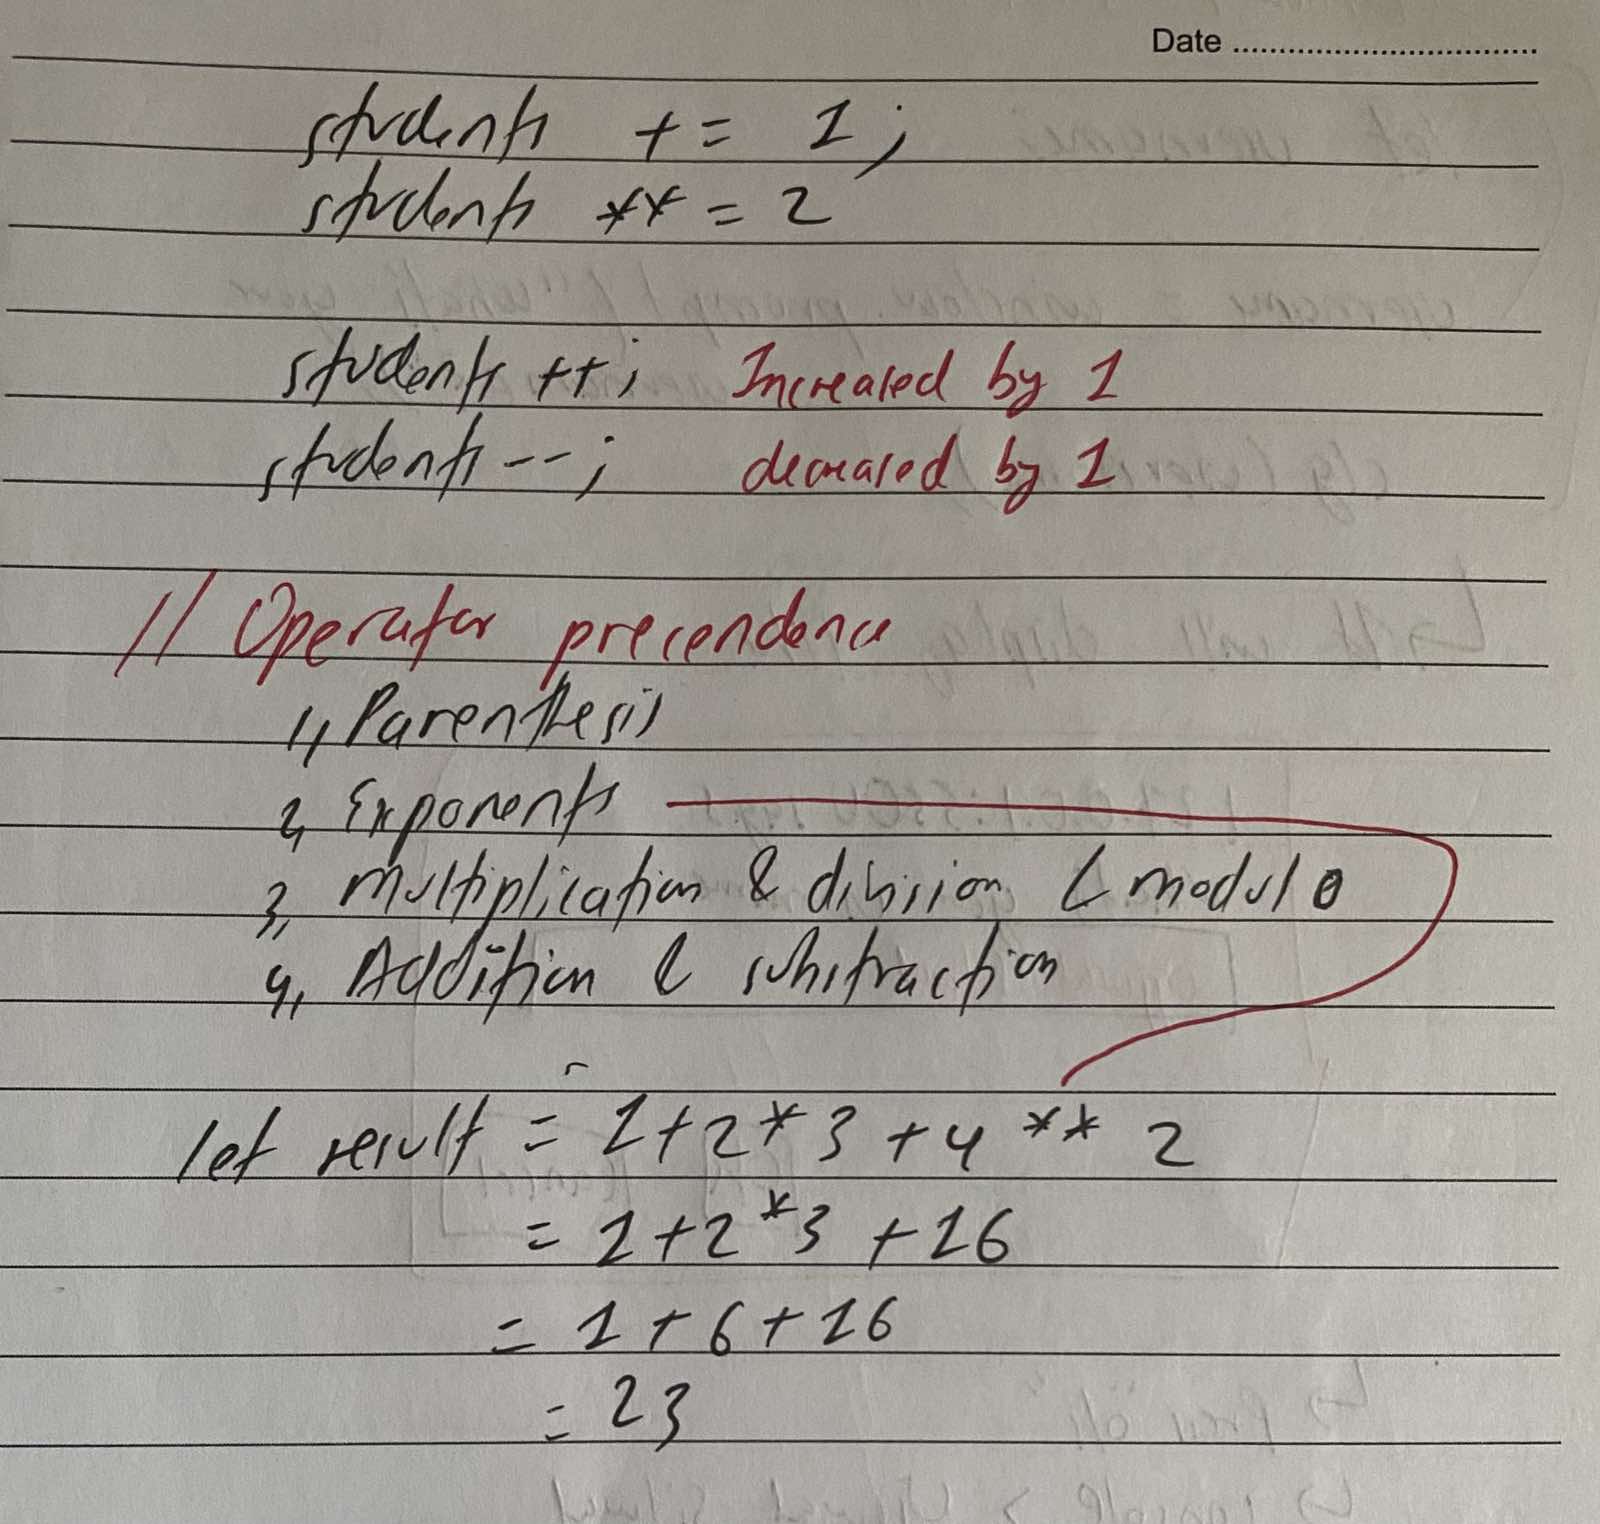 Date
students += 1;
students **= 2
students ++; Increased by 1
students --; decreased by 1
// Operator precendence
1, Parenthesis
2, Exponents
3, multiplication & division & modulo
4, Addition & substraction
let result = 1+2*3+4**2
= 1+2*3+16
= 1+6+16
= 23